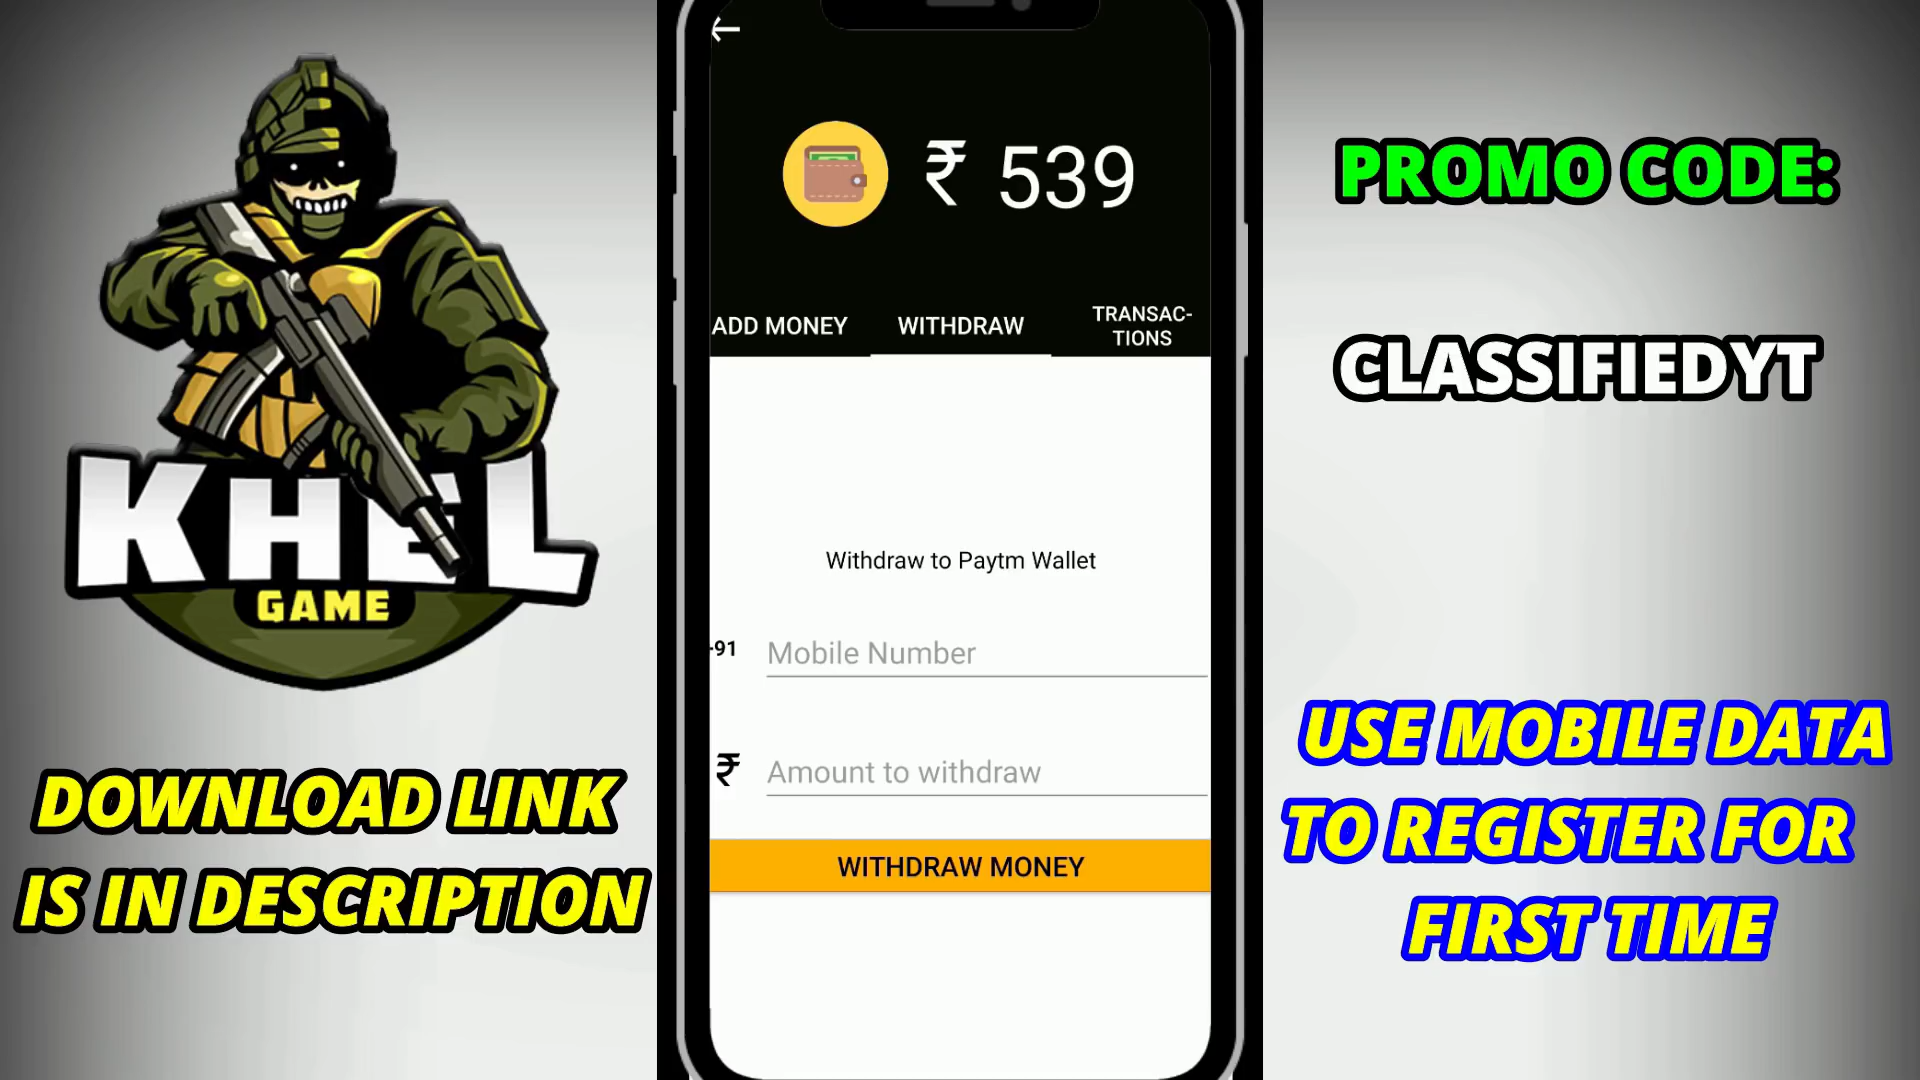 KHEL
GAME
DOWNLOAD LINK
IS IN DESCRIPTION
₹ 539
ADD MONEY
WITHDRAW
TRANSAC-
TIONS
Withdraw to Paytm Wallet
-91 Mobile Number
₹ Amount to withdraw
WITHDRAW MONEY
PROMO CODE:
CLASSIFIEDYT
USE MOBILE DATA
TO REGISTER FOR
FIRST TIME